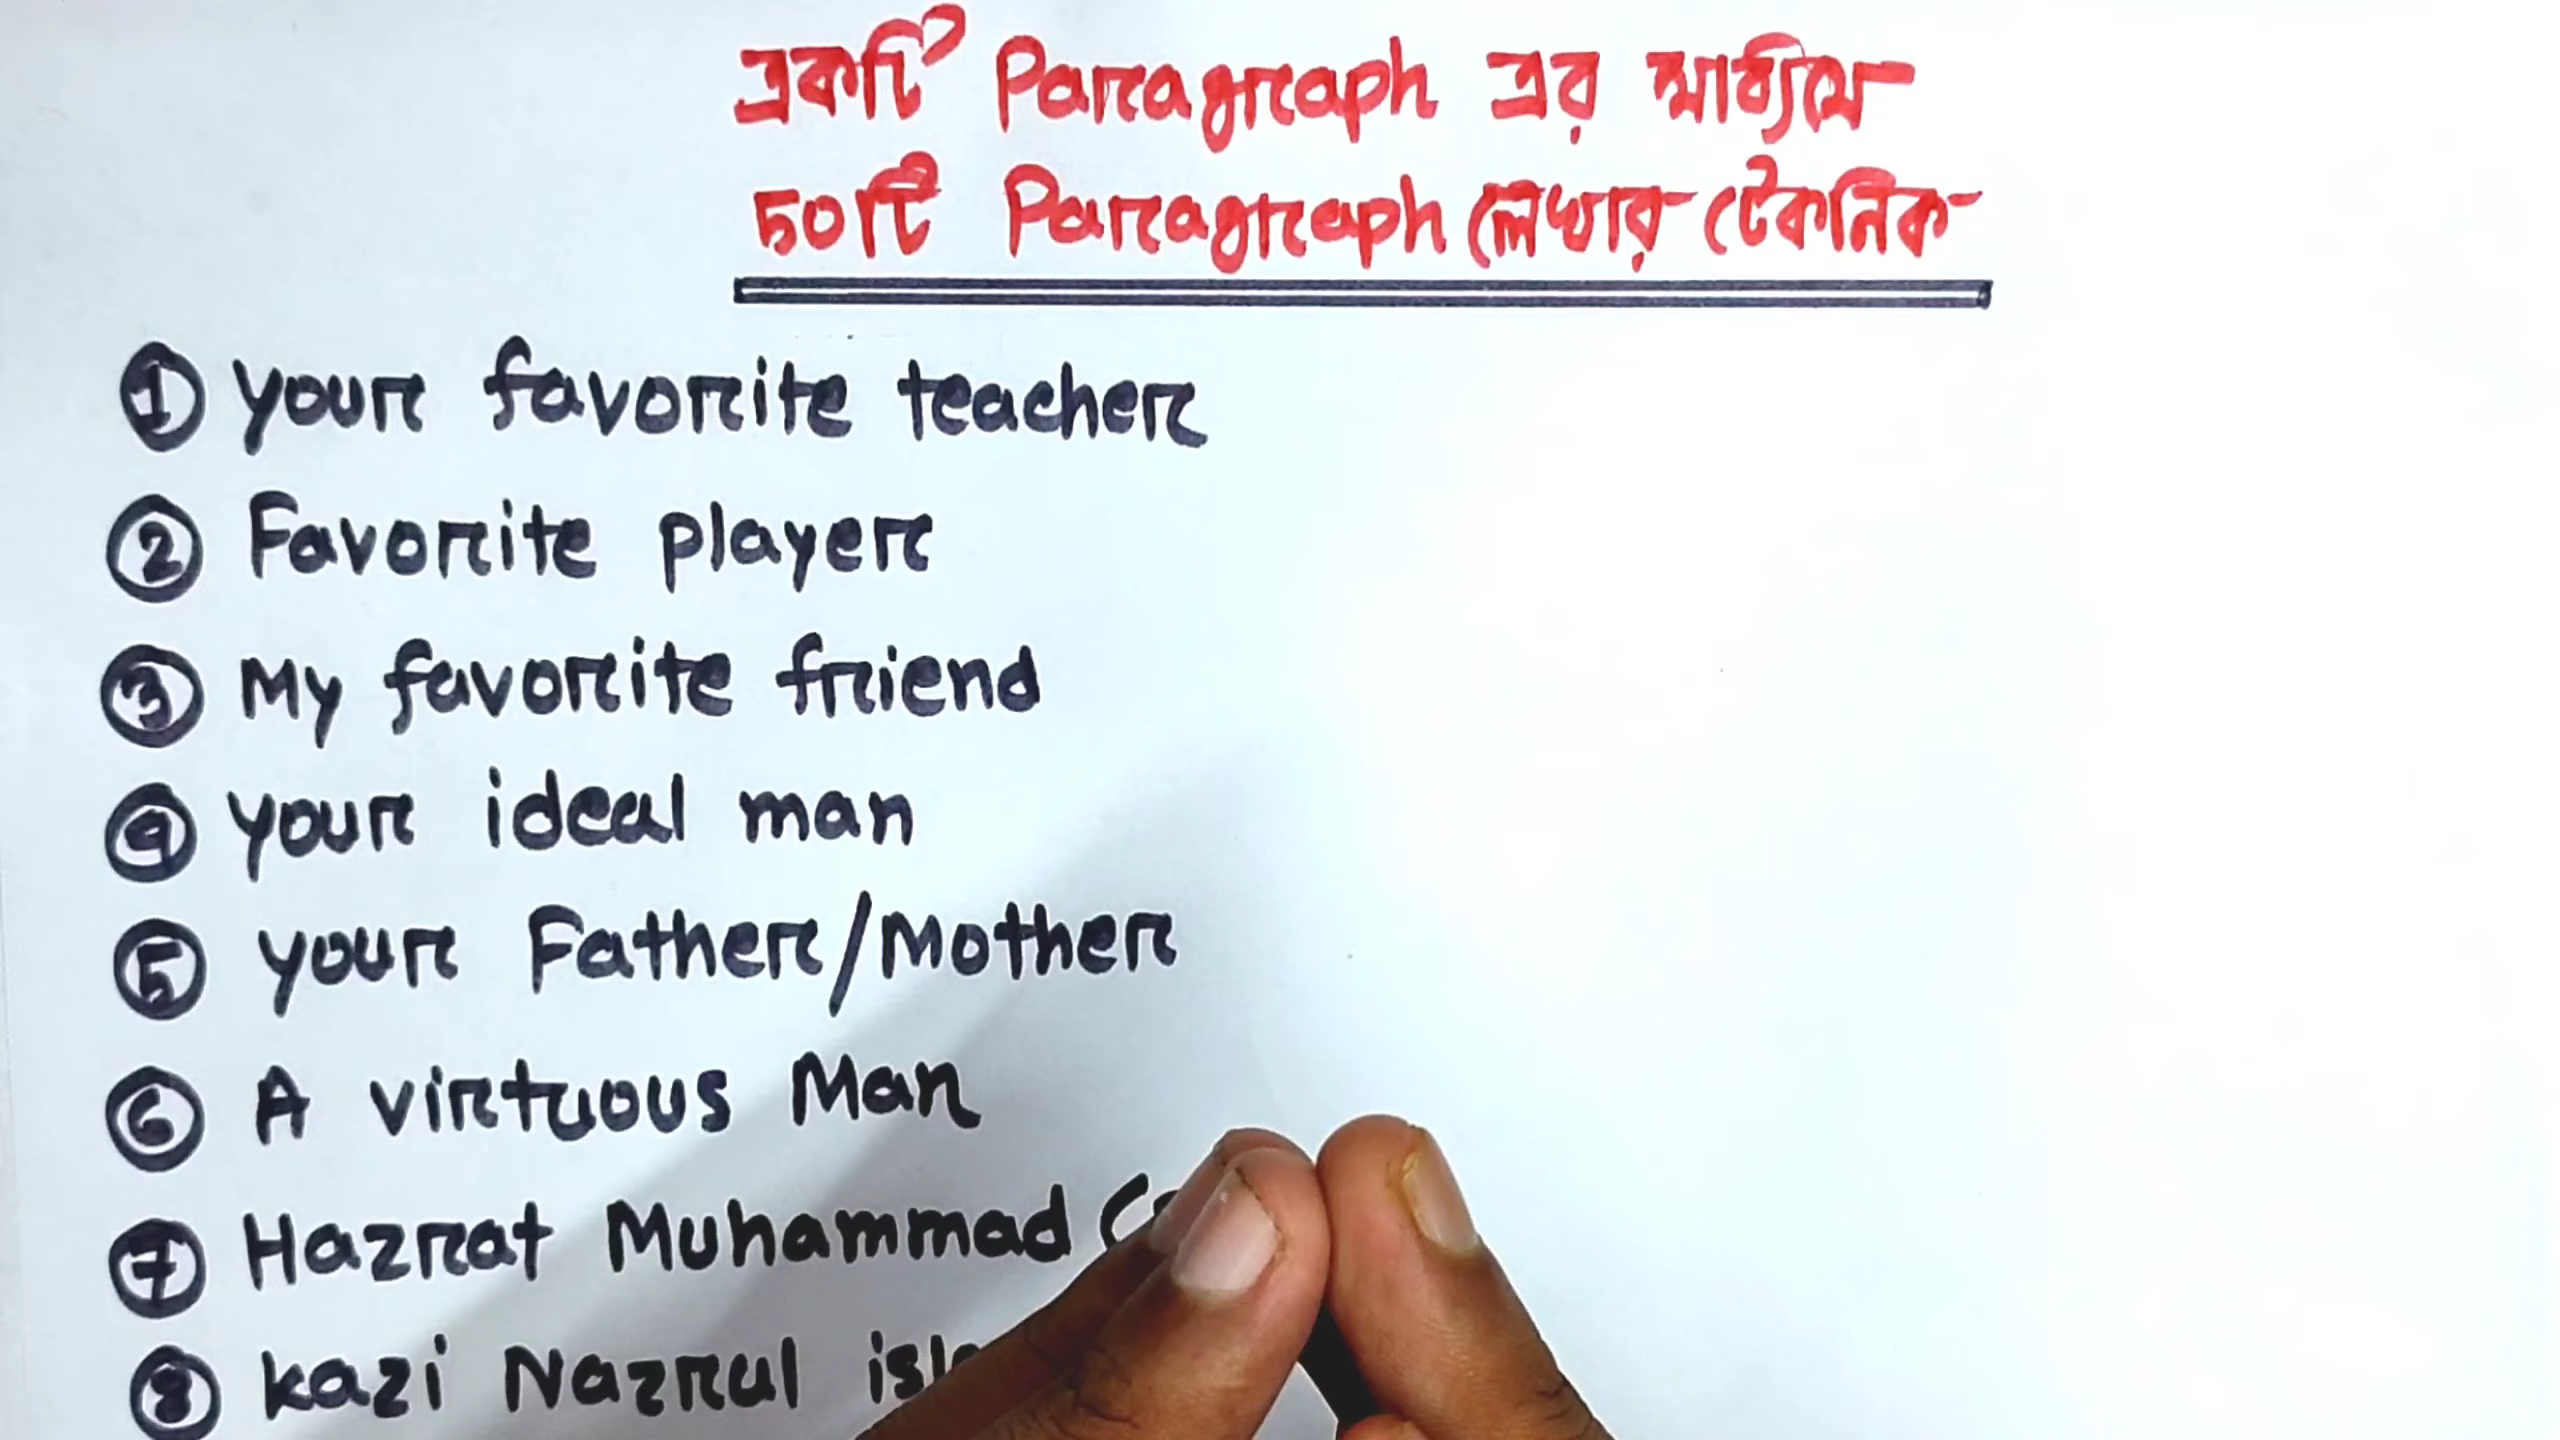 একটি Paragraph এর মাধ্যমে
50টি Paragraph লেখার টেকনিক
① your favorite teacher
② Favorite player
③ My favorite friend
④ your ideal man
⑤ your Father/Mother
⑥ A virtuous Man
⑦ Hazrat Muhammad
⑧ kazi Nazrul